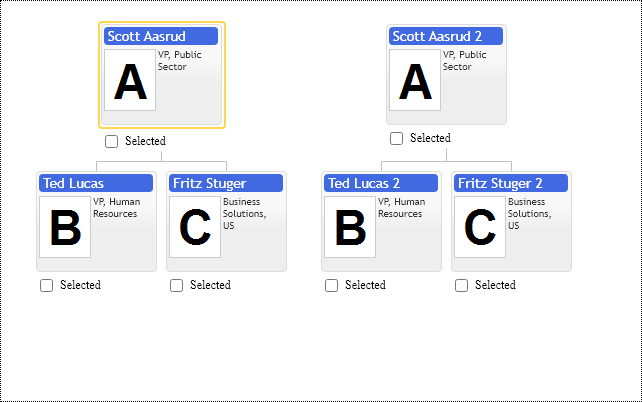 Scott Aasrud
A
VP, Public
Sector
Selected
Scott Aasrud 2
A
VP, Public
Sector
Selected
Ted Lucas
B
VP, Human
Resources
Selected
Fritz Stuger
C
Business
Solutions,
US
Selected
Ted Lucas 2
B
VP, Human
Resources
Selected
Fritz Stuger 2
C
Business
Solutions,
US
Selected